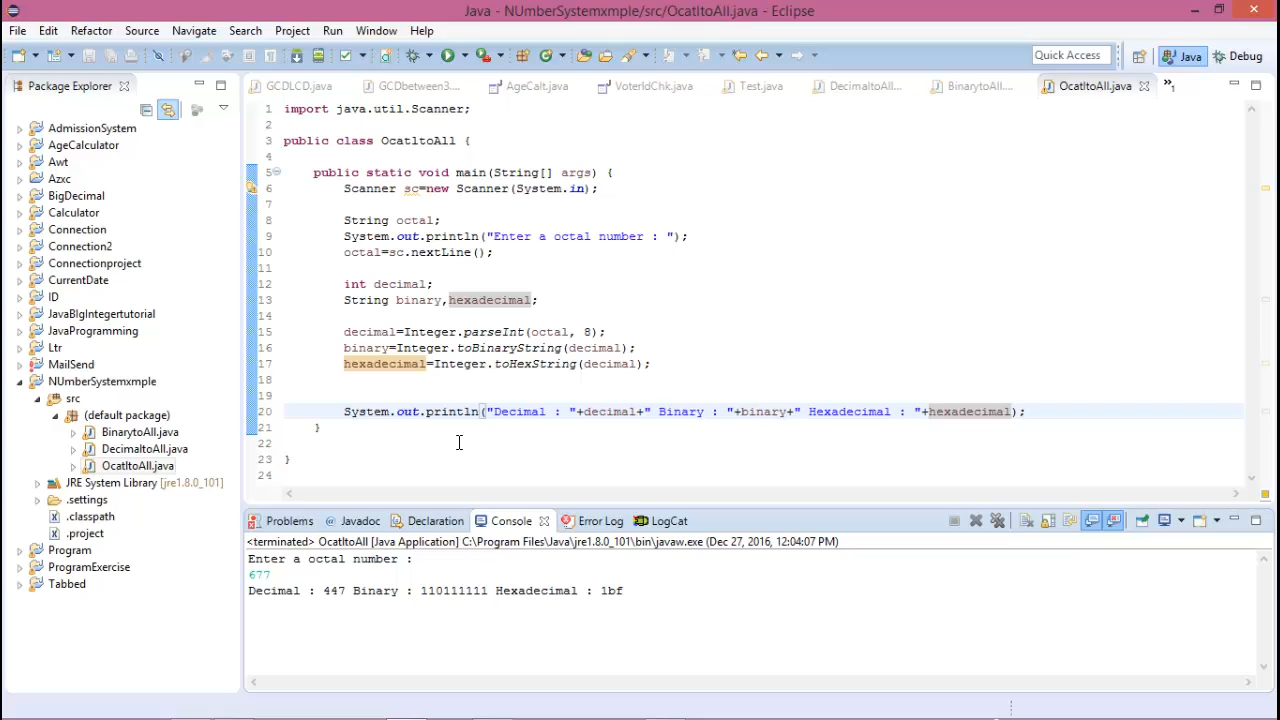 Java - NUmberSystemxmple/src/OcatltoAll.java - Eclipse
File Edit Refactor Source Navigate Search Project Run Window Help
Quick Access Java Debug
Package Explorer
AdmissionSystem
AgeCalculator
Awt
Azxc
BigDecimal
Calculator
Connection
Connection2
Connectionproject
CurrentDate
ID
JavaBIgIntegertutorial
JavaProgramming
Ltr
MailSend
NUmberSystemxmple
src
(default package)
BinarytoAll.java
DecimaltoAll.java
OcatltoAll.java
JRE System Library [jre1.8.0_101]
.settings
.classpath
.project
Program
ProgramExercise
Tabbed
GCDLCD.java GCDbetween3.... AgeCalt.java VoterIdChk.java Test.java DecimaltoAll... BinarytoAll.... OcatltoAll.java »1
1 import java.util.Scanner;
2
3 public class OcatltoAll {
4
5 public static void main(String[] args) {
6 Scanner sc=new Scanner(System.in);
7
8 String octal;
9 System.out.println("Enter a octal number : ");
10 octal=sc.nextLine();
11
12 int decimal;
13 String binary,hexadecimal;
14
15 decimal=Integer.parseInt(octal, 8);
16 binary=Integer.toBinaryString(decimal);
17 hexadecimal=Integer.toHexString(decimal);
18
19
20 System.out.println("Decimal : "+decimal+" Binary : "+binary+" Hexadecimal : "+hexadecimal);
21 }
22
23 }
24
Problems Javadoc Declaration Console Error Log LogCat
<terminated> OcatltoAll [Java Application] C:\Program Files\Java\jre1.8.0_101\bin\javaw.exe (Dec 27, 2016, 12:04:07 PM)
Enter a octal number :
677
Decimal : 447 Binary : 110111111 Hexadecimal : 1bf